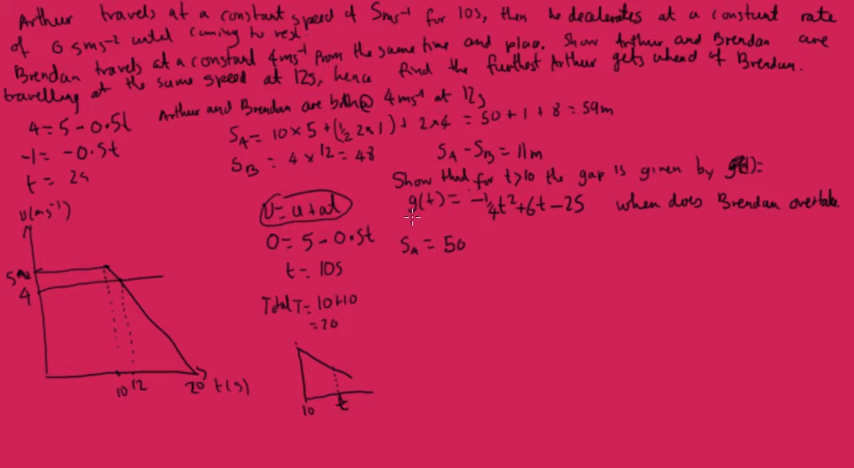 Arthur travels at a constant speed of 5ms⁻¹ for 10s, then he decelerates at a constant rate
of 0.5ms⁻² until coming to rest
Brendan travels at a constant 4ms⁻¹ from the same time and place. Show Arthur and Brendan are
travelling at the same speed at 12s, hence find the furthest Arthur gets ahead of Brendan.
Arthur and Brendan are both @ 4ms⁻¹ at 12s
4 = 5 - 0.5t
-1 = -0.5t
t = 2s
S_A = 10 × 5 + (½ 2×1) + 2×4 = 50 + 1 + 8 = 59m
S_B = 4 × 12 = 48
S_A - S_B = 11m
Show that for t>10 the gap is given by
g(t) = -¼t² + 6t - 25 when does Brendan overtake
S_A = 50
V = u + at
0 = 5 - 0.5t
t = 10s
Total T = 10+10
= 20
V(ms⁻¹)
5
4
10 12 20 t(s)
10 t